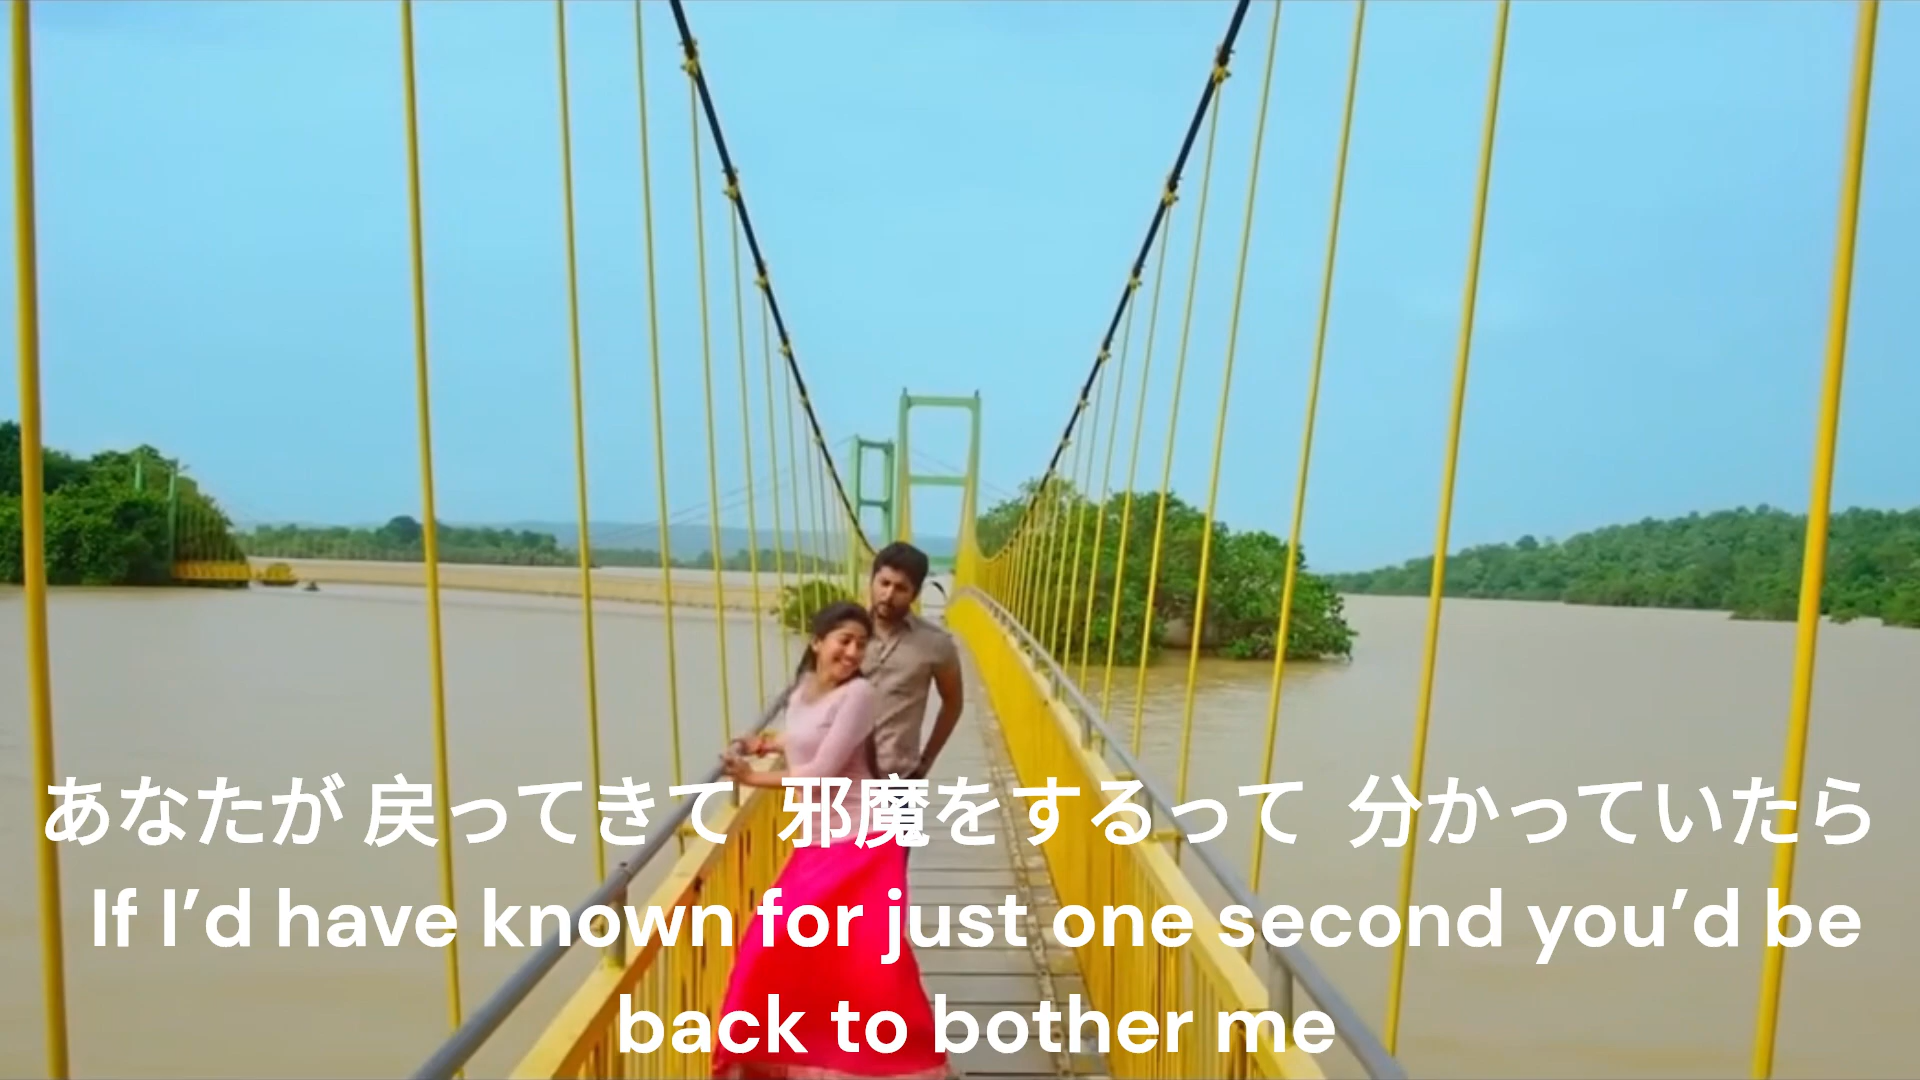 あなたが 戻ってきて 邪魔をするって 分かっていたら
If I’d have known for just one second you’d be
back to bother me